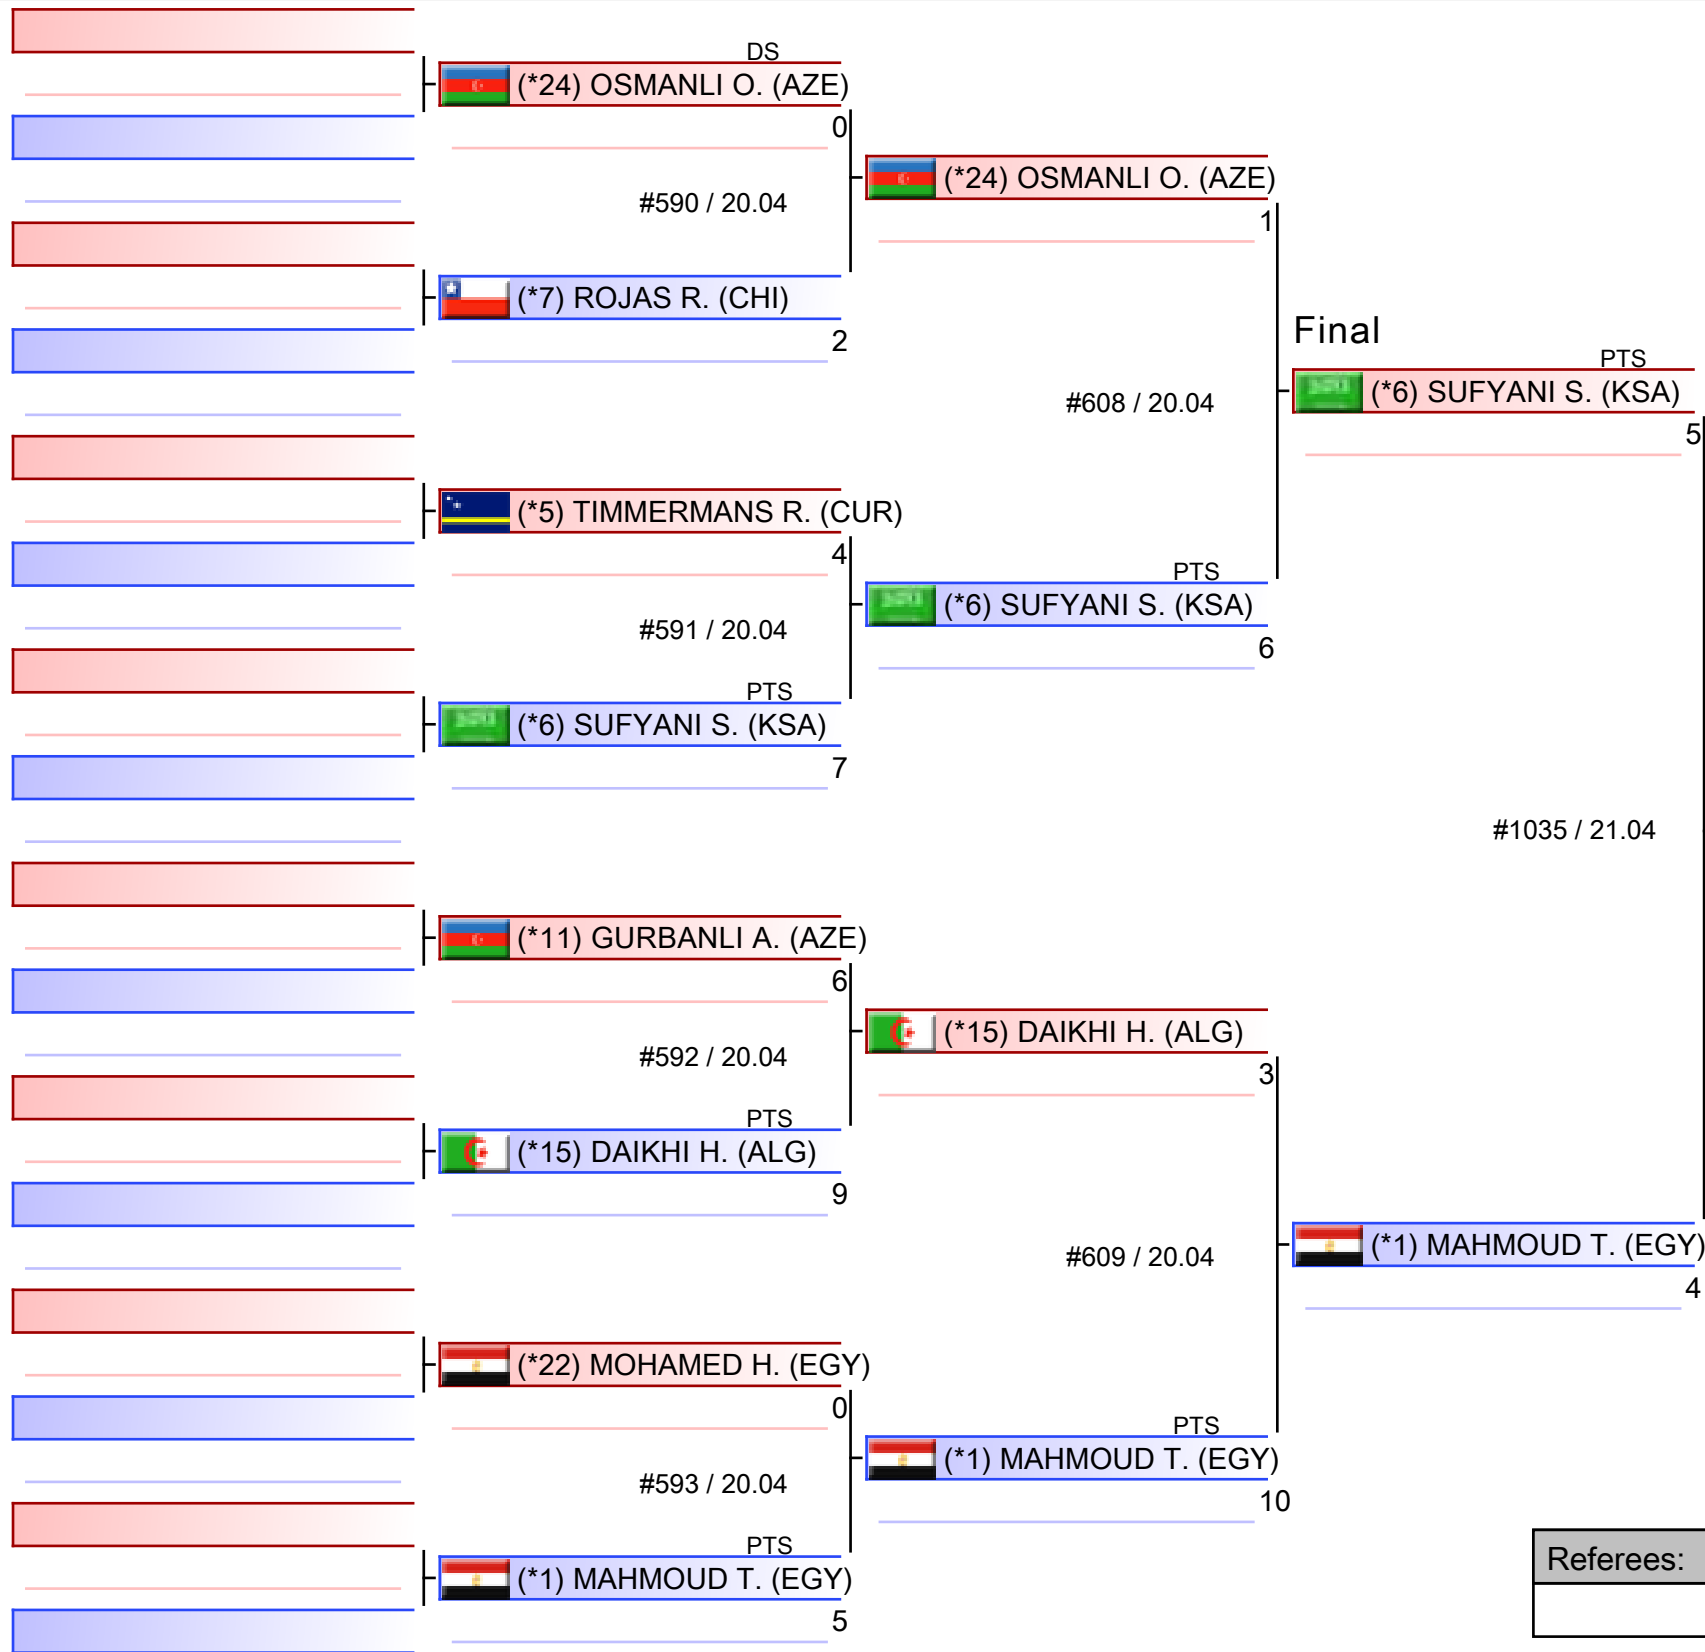 DS
(*24) OSMANLI O. (AZE)
0
#590 / 20.04
(*7) ROJAS R. (CHI)
2
(*5) TIMMERMANS R. (CUR)
4
#591 / 20.04
PTS
(*6) SUFYANI S. (KSA)
7
(*11) GURBANLI A. (AZE)
6
#592 / 20.04
PTS
(*15) DAIKHI H. (ALG)
9
(*22) MOHAMED H. (EGY)
0
#593 / 20.04
PTS
(*1) MAHMOUD T. (EGY)
5
(*24) OSMANLI O. (AZE)
1
#608 / 20.04
PTS
(*6) SUFYANI S. (KSA)
6
(*15) DAIKHI H. (ALG)
3
#609 / 20.04
PTS
(*1) MAHMOUD T. (EGY)
10
Final
PTS
(*6) SUFYANI S. (KSA)
5
#1035 / 21.04
(*1) MAHMOUD T. (EGY)
4
Referees: